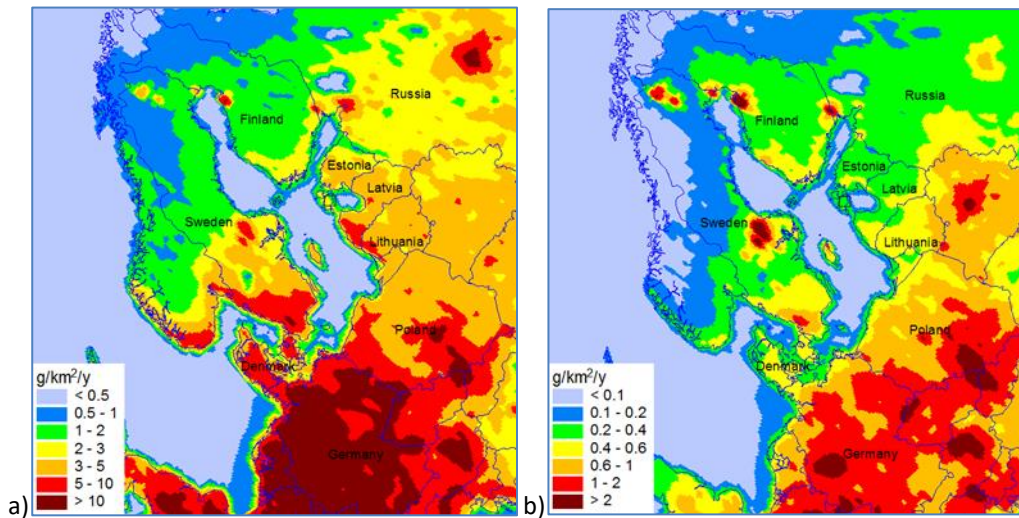 Russia
Finland
Estonia
Latvia
Sweden
Lithuania
Poland
Denmark
Germany
g/km²/y
< 0.5
0.5 - 1
1 - 2
2 - 3
3 - 5
5 - 10
> 10
a)
Russia
Finland
Estonia
Latvia
Sweden
Lithuania
Poland
Denmark
Germany
g/km²/y
< 0.1
0.1 - 0.2
0.2 - 0.4
0.4 - 0.6
0.6 - 1
1 - 2
> 2
b)